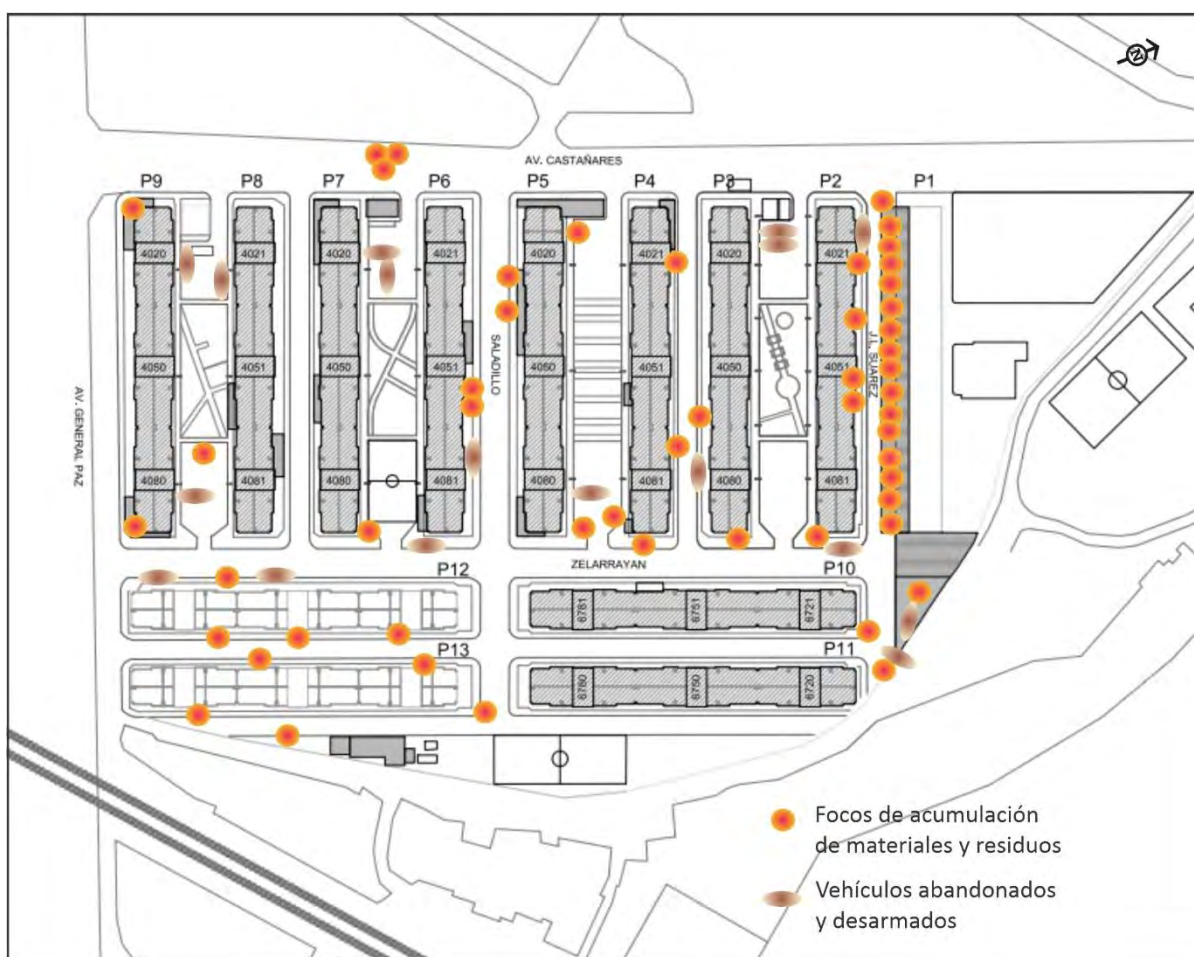 N
AV. CASTAÑARES
P9
P8
P7
P6
P5
P4
P3
P2
P1
4020
4021
4020
4021
4020
4021
4020
4021
SALADILLO
J.L. SUAREZ
AV. GENERAL PAZ
4050
4051
4050
4051
4050
4051
4050
4051
4080
4081
4080
4081
4080
4081
4080
4081
ZELARRAYAN
P12
P10
6781
6751
6721
P13
P11
6780
6750
6720
Focos de acumulación
de materiales y residuos
Vehículos abandonados
y desarmados